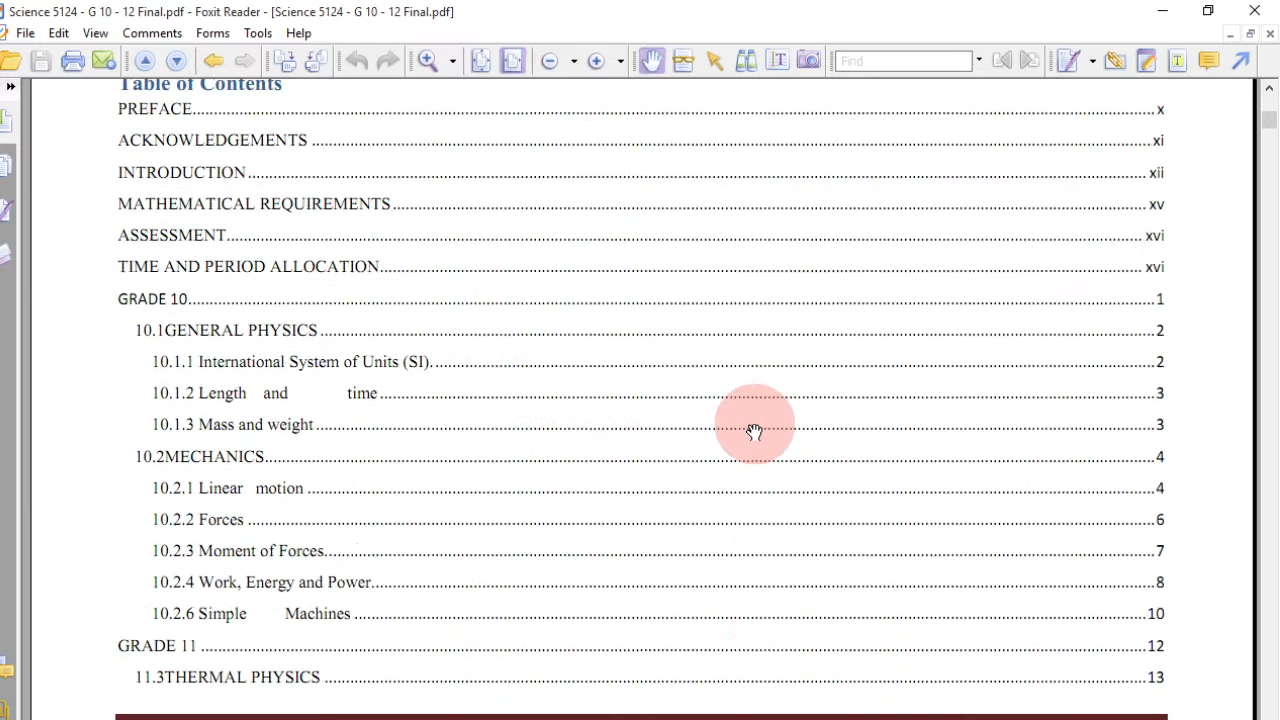 Science 5124 - G 10 - 12 Final.pdf - Foxit Reader - [Science 5124 - G 10 - 12 Final.pdf]
File Edit View Comments Forms Tools Help
Find
Table of Contents
PREFACE x
ACKNOWLEDGEMENTS xi
INTRODUCTION xii
MATHEMATICAL REQUIREMENTS xv
ASSESSMENT xvi
TIME AND PERIOD ALLOCATION xvi
GRADE 10 1
10.1GENERAL PHYSICS 2
10.1.1 International System of Units (SI). 2
10.1.2 Length and time 3
10.1.3 Mass and weight 3
10.2MECHANICS 4
10.2.1 Linear motion 4
10.2.2 Forces 6
10.2.3 Moment of Forces 7
10.2.4 Work, Energy and Power 8
10.2.6 Simple Machines 10
GRADE 11 12
11.3THERMAL PHYSICS 13